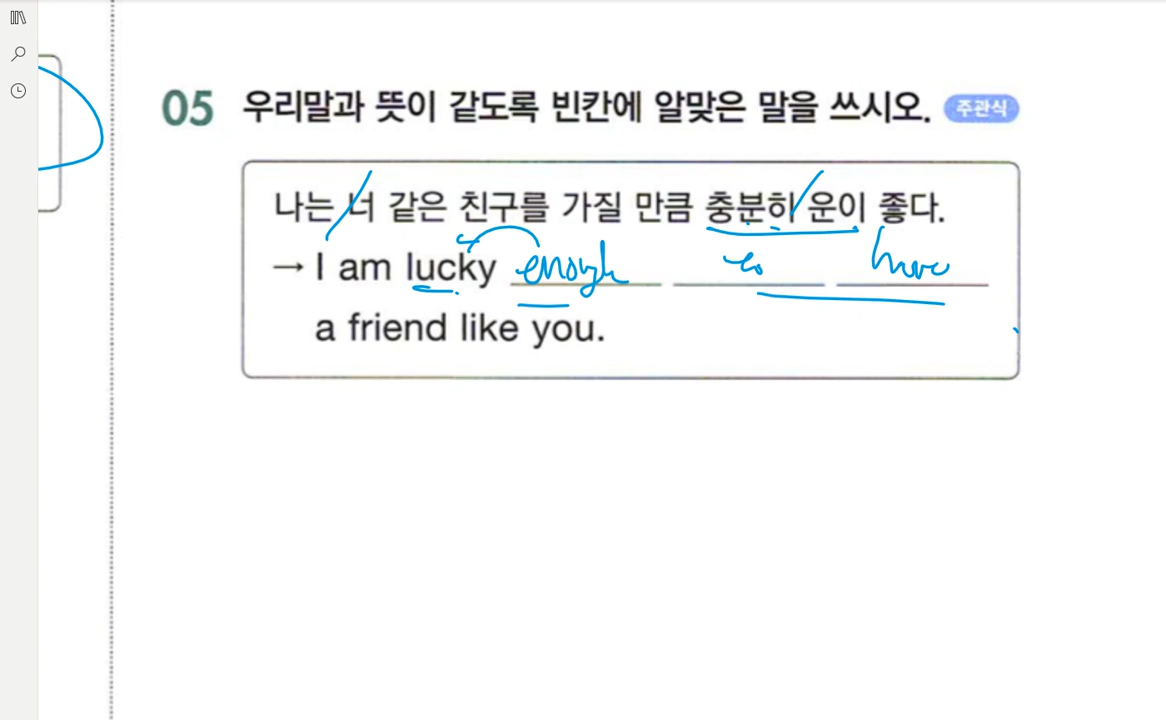 05 우리말과 뜻이 같도록 빈칸에 알맞은 말을 쓰시오. 주관식
나는 너 같은 친구를 가질 만큼 충분히 운이 좋다.
→ I am lucky enough to have
a friend like you.